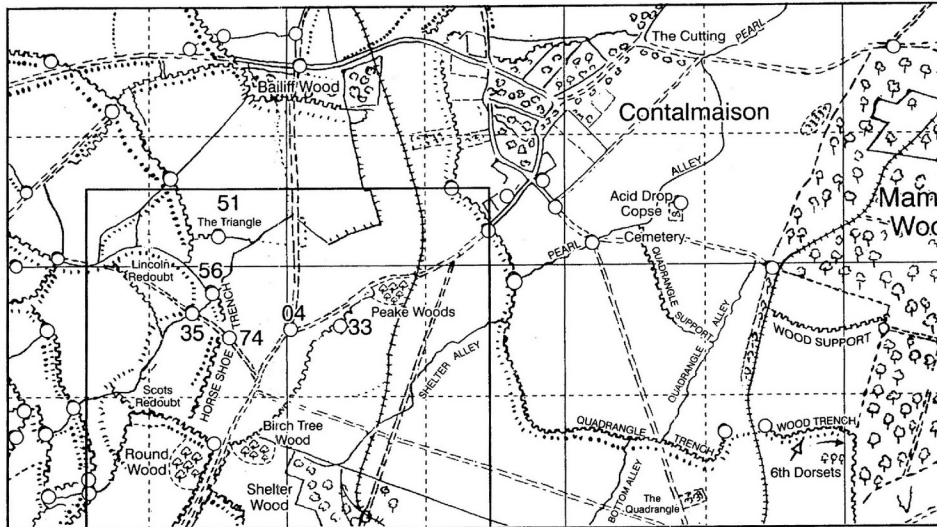 The Cutting
PEARL
Bailiff Wood
Contalmaison
ALLEY
51
The Triangle
Acid Drop
Copse
Mam
Woo
PEARL
Cemetery
Lincoln
Redoubt
56
TRENCH
QUADRANGLE
SUPPORT
QUADRANGLE ALLEY
04
Peake Woods
35
74
33
WOOD SUPPORT
SHELTER ALLEY
HORSE SHOE
Scots
Redoubt
Birch Tree
Wood
QUADRANGLE TRENCH
WOOD TRENCH
Round
Wood
6th Dorsets
Shelter
Wood
BOTTOM ALLEY
The
Quadrangle